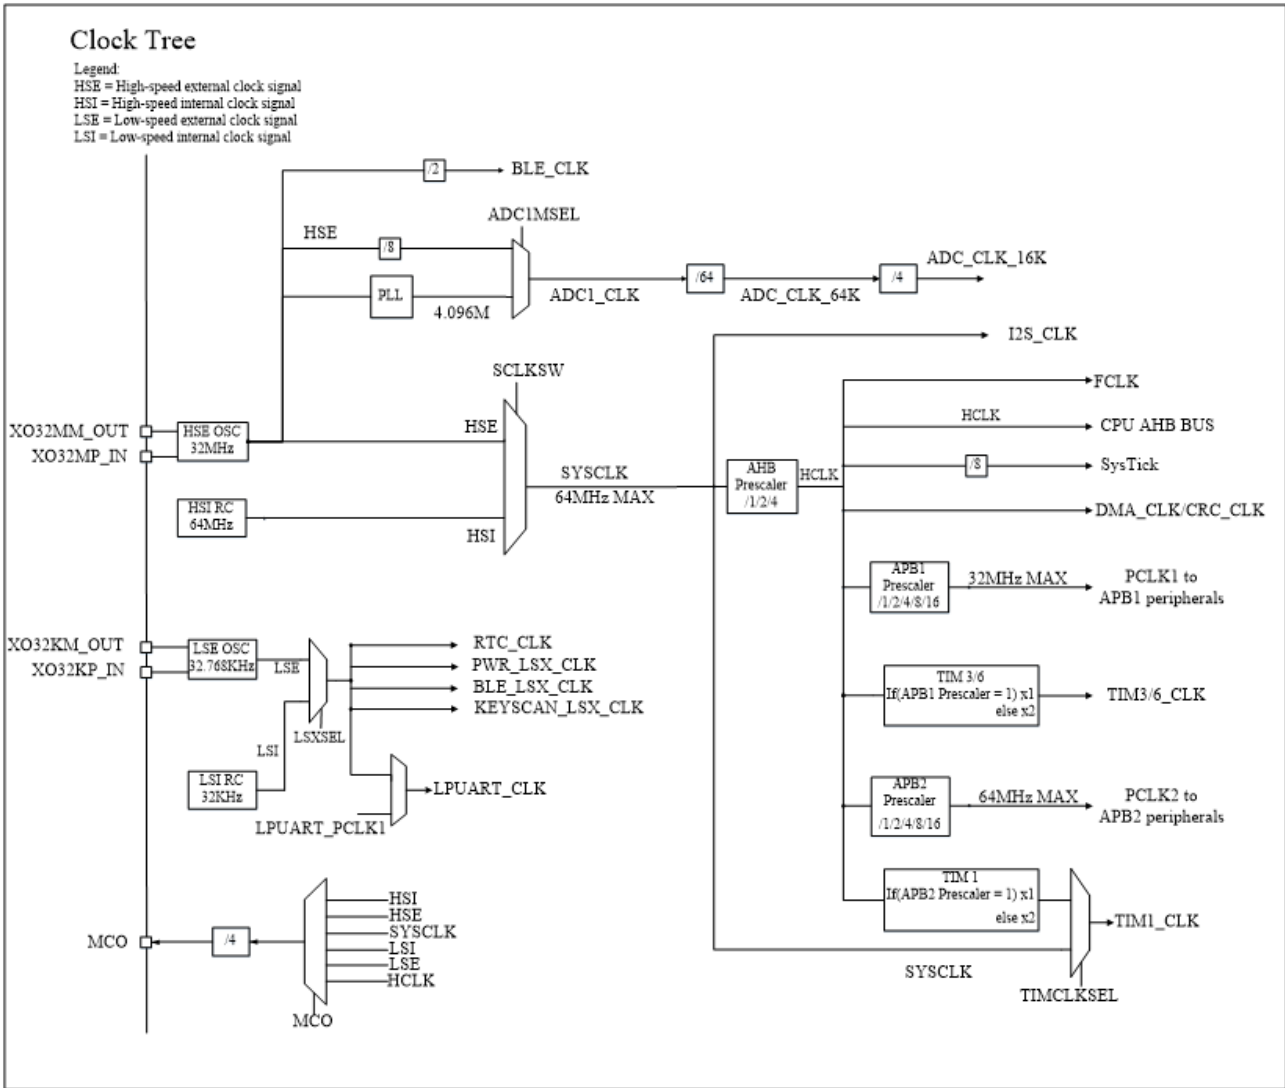 Clock Tree
Legend:
HSE = High-speed external clock signal
HSI = High-speed internal clock signal
LSE = Low-speed external clock signal
LSI = Low-speed internal clock signal
/2
BLE_CLK
ADC1MSEL
HSE
/8
PLL
4.096M
ADC1_CLK
/64
ADC_CLK_64K
/4
ADC_CLK_16K
I2S_CLK
SCLKSW
XO32MM_OUT
XO32MP_IN
HSE OSC
32MHz
HSE
HSI RC
64MHz
HSI
SYSCLK
64MHz MAX
AHB
Prescaler
/1/2/4
HCLK
FCLK
HCLK
CPU AHB BUS
/8
SysTick
DMA_CLK/CRC_CLK
APB1
Prescaler
/1/2/4/8/16
32MHz MAX
PCLK1 to
APB1 peripherals
XO32KM_OUT
XO32KP_IN
LSE OSC
32.768KHz
LSE
RTC_CLK
PWR_LSX_CLK
BLE_LSX_CLK
KEYSCAN_LSX_CLK
LSXSEL
LSI
LSI RC
32KHz
LPUART_CLK
LPUART_PCLK1
TIM 3/6
If(APB1 Prescaler = 1) x1
else x2
TIM3/6_CLK
APB2
Prescaler
/1/2/4/8/16
64MHz MAX
PCLK2 to
APB2 peripherals
TIM 1
If(APB2 Prescaler = 1) x1
else x2
TIM1_CLK
SYSCLK
TIMCLKSEL
MCO
/4
HSI
HSE
SYSCLK
LSI
LSE
HCLK
MCO